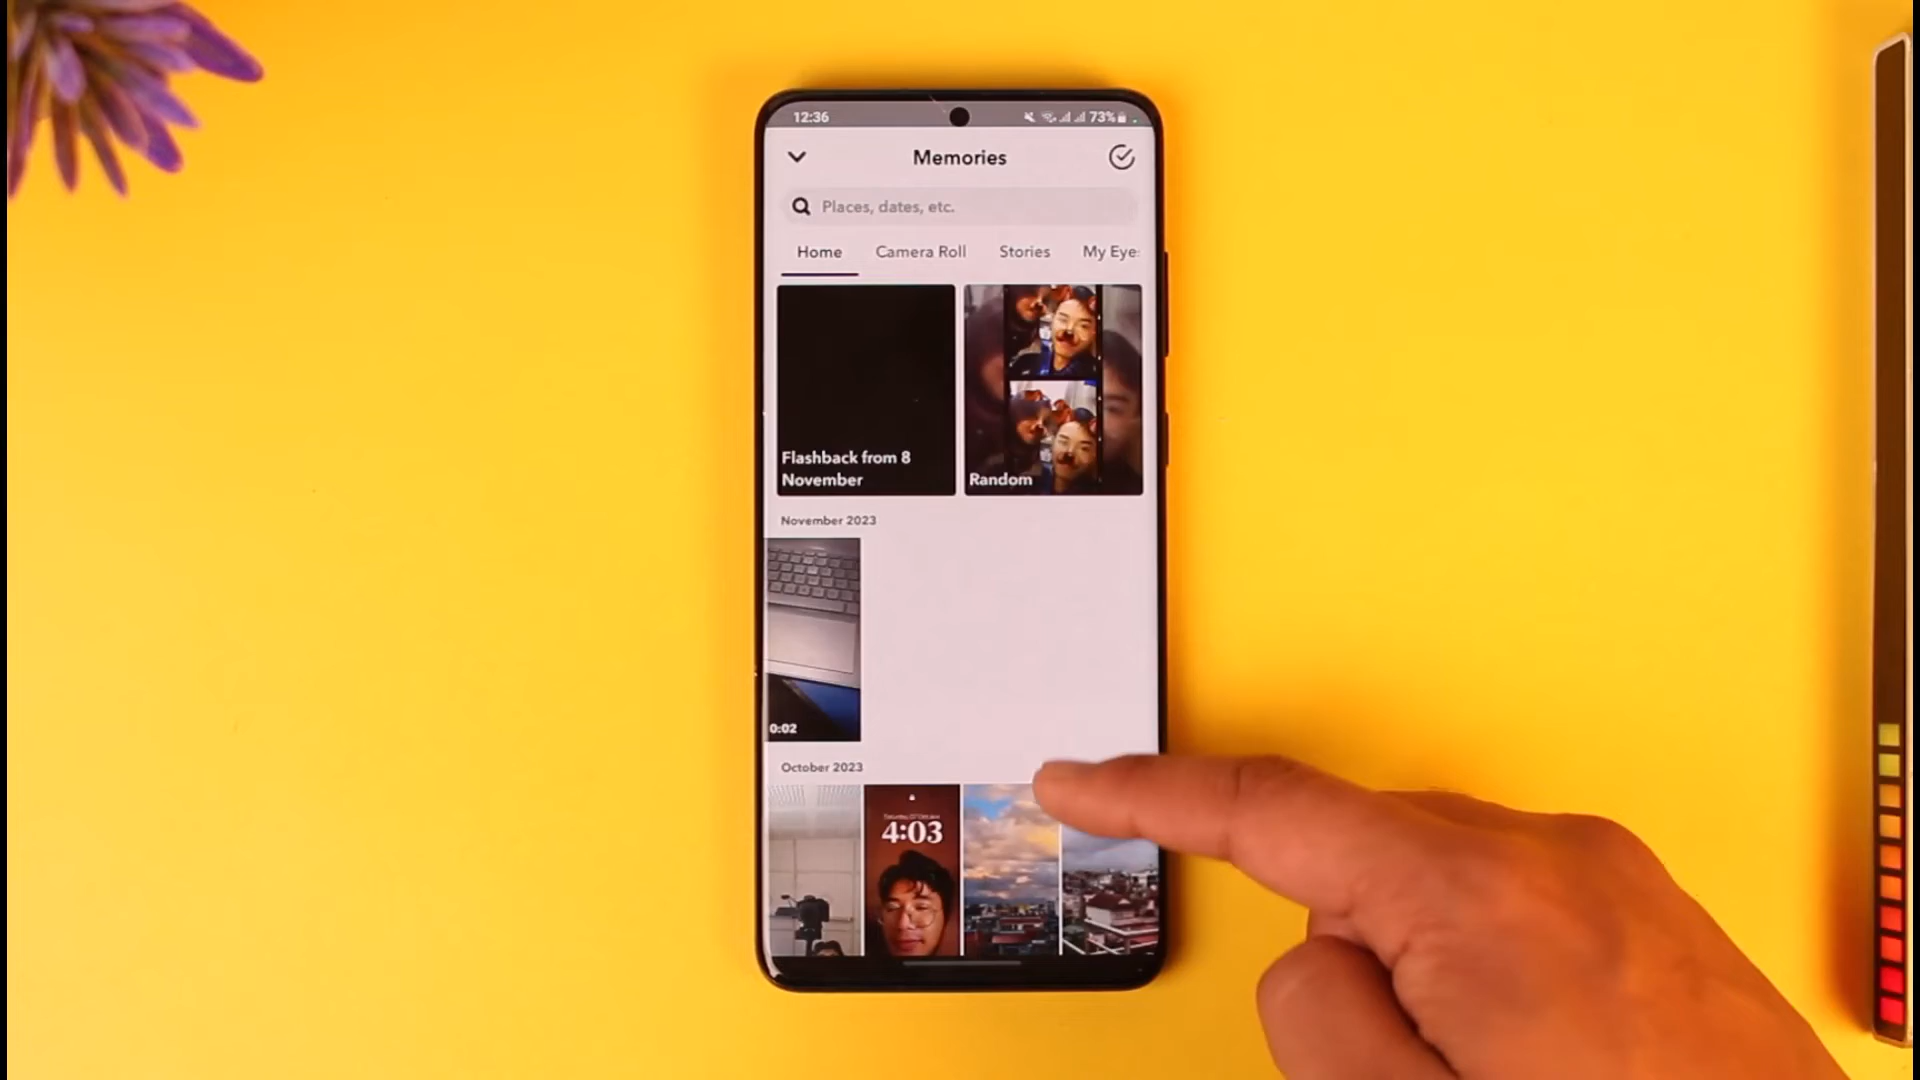 12:36
73%
Memories
Places, dates, etc.
Home
Camera Roll
Stories
My Eye
Flashback from 8
November
Random
November 2023
0:02
October 2023
4:03